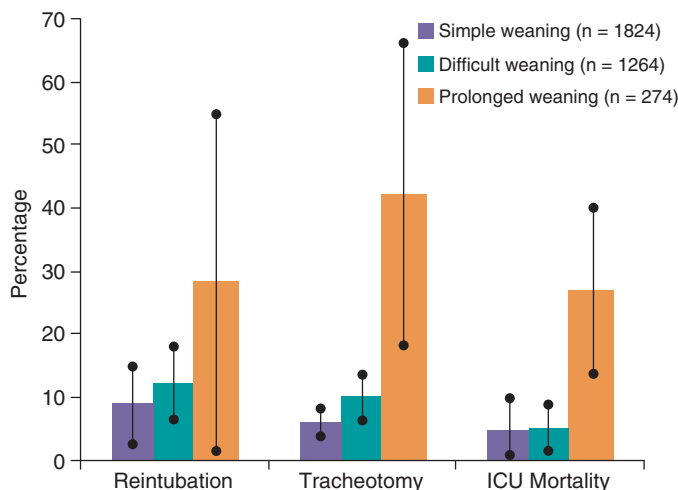 70
60
50
40
30
20
10
0
Percentage
Simple weaning (n = 1824)
Difficult weaning (n = 1264)
Prolonged weaning (n = 274)
Reintubation
Tracheotomy
ICU Mortality